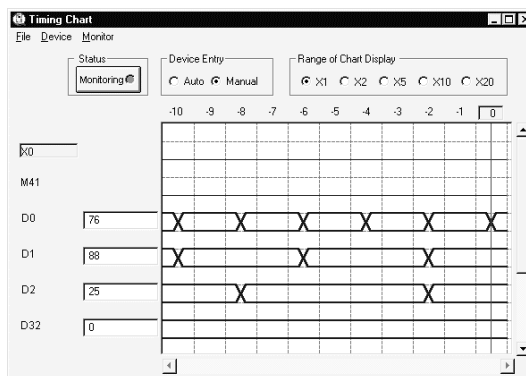 Timing Chart
File Device Monitor
Status
Monitoring
Device Entry
Auto Manual
Range of Chart Display
X1 X2 X5 X10 X20
-10 -9 -8 -7 -6 -5 -4 -3 -2 -1 0
X0
M41
D0 76
D1 88
D2 25
D32 0